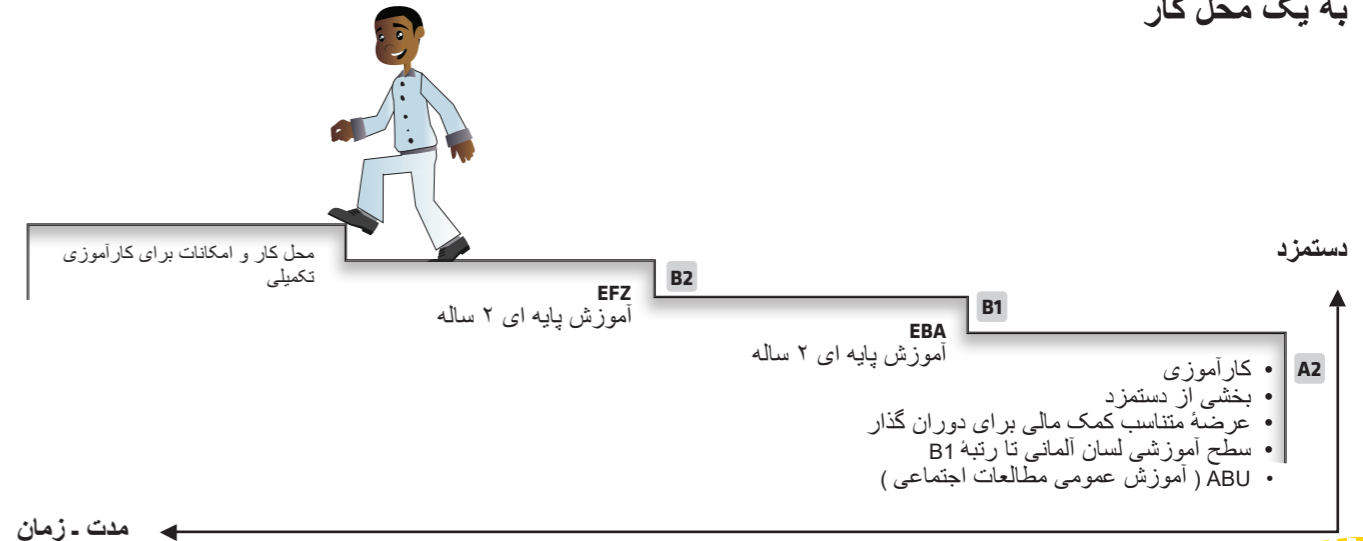 به یک محل کار
دستمزد
A2
• کارآموزی
• بخشی از دستمزد
• عرضهٔ متناسب کمک مالی برای دوران گذار
• سطح آموزشی لسان آلمانی تا رتبهٔ B1
• ABU ( آموزش عمومی مطالعات اجتماعی )
B1
EBA
آموزش پایه ای ۲ ساله
B2
EFZ
آموزش پایه ای ۲ ساله
محل کار و امکانات برای کارآموزی
تکمیلی
مدت - زمان